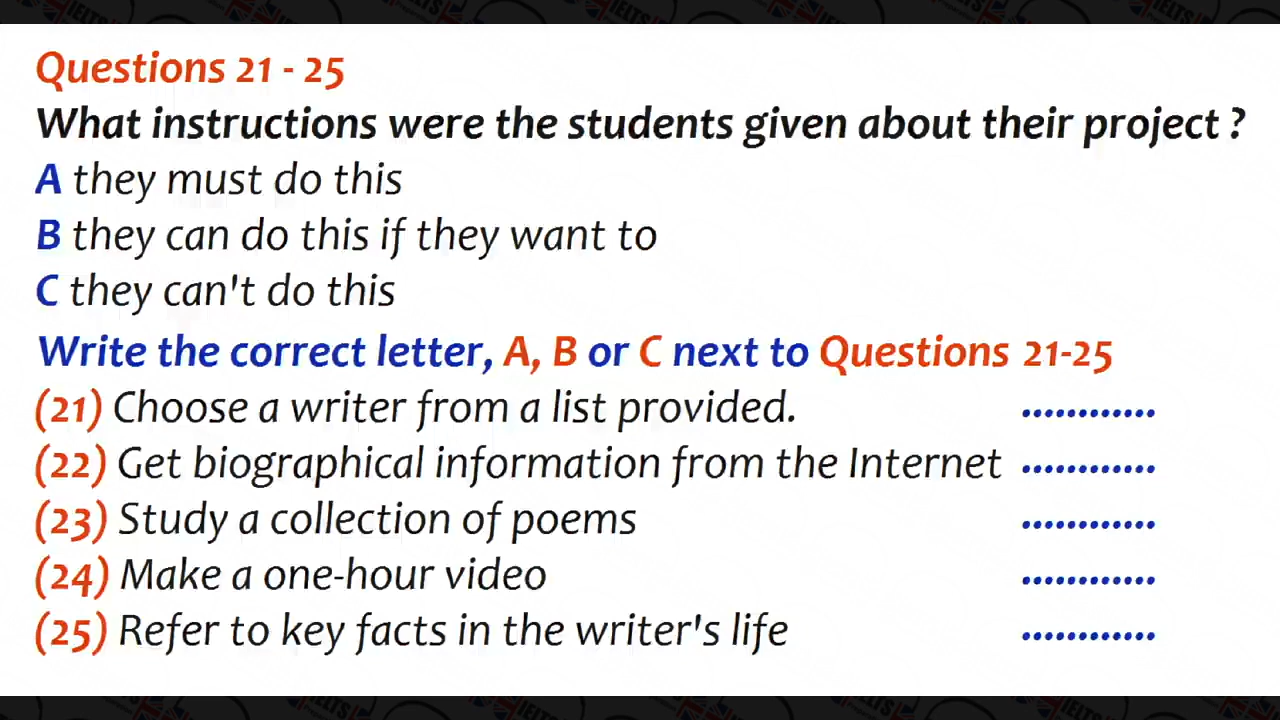 Questions 21 - 25
What instructions were the students given about their project ?
A they must do this
B they can do this if they want to
C they can't do this
Write the correct letter, A, B or C next to Questions 21-25
(21) Choose a writer from a list provided. ............
(22) Get biographical information from the Internet ............
(23) Study a collection of poems ............
(24) Make a one-hour video ............
(25) Refer to key facts in the writer's life ............